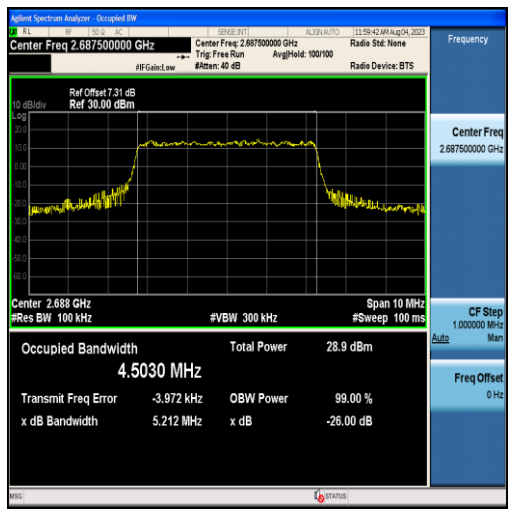 Agilent Spectrum Analyzer - Occupied BW
RL RF 50 Ω AC SENSE:INT ALIGN AUTO 11:59:42 AM Aug 04, 2023
Center Freq 2.687500000 GHz
Center Freq: 2.687500000 GHz
Radio Std: None
Trig: Free Run Avg|Hold: 100/100
#IFGain:Low #Atten: 40 dB Radio Device: BTS
Frequency
Ref Offset 7.31 dB
10 dB/div Ref 30.00 dBm
Log
20.0
10.0
0.00
-10.0
-20.0
-30.0
-40.0
-50.0
-60.0
Center 2.688 GHz Span 10 MHz
#Res BW 100 kHz #VBW 300 kHz #Sweep 100 ms
Occupied Bandwidth Total Power 28.9 dBm
4.5030 MHz
Transmit Freq Error -3.972 kHz OBW Power 99.00 %
x dB Bandwidth 5.212 MHz x dB -26.00 dB
Center Freq
2.687500000 GHz
CF Step
1.000000 MHz
Auto Man
Freq Offset
0 Hz
MSG STATUS